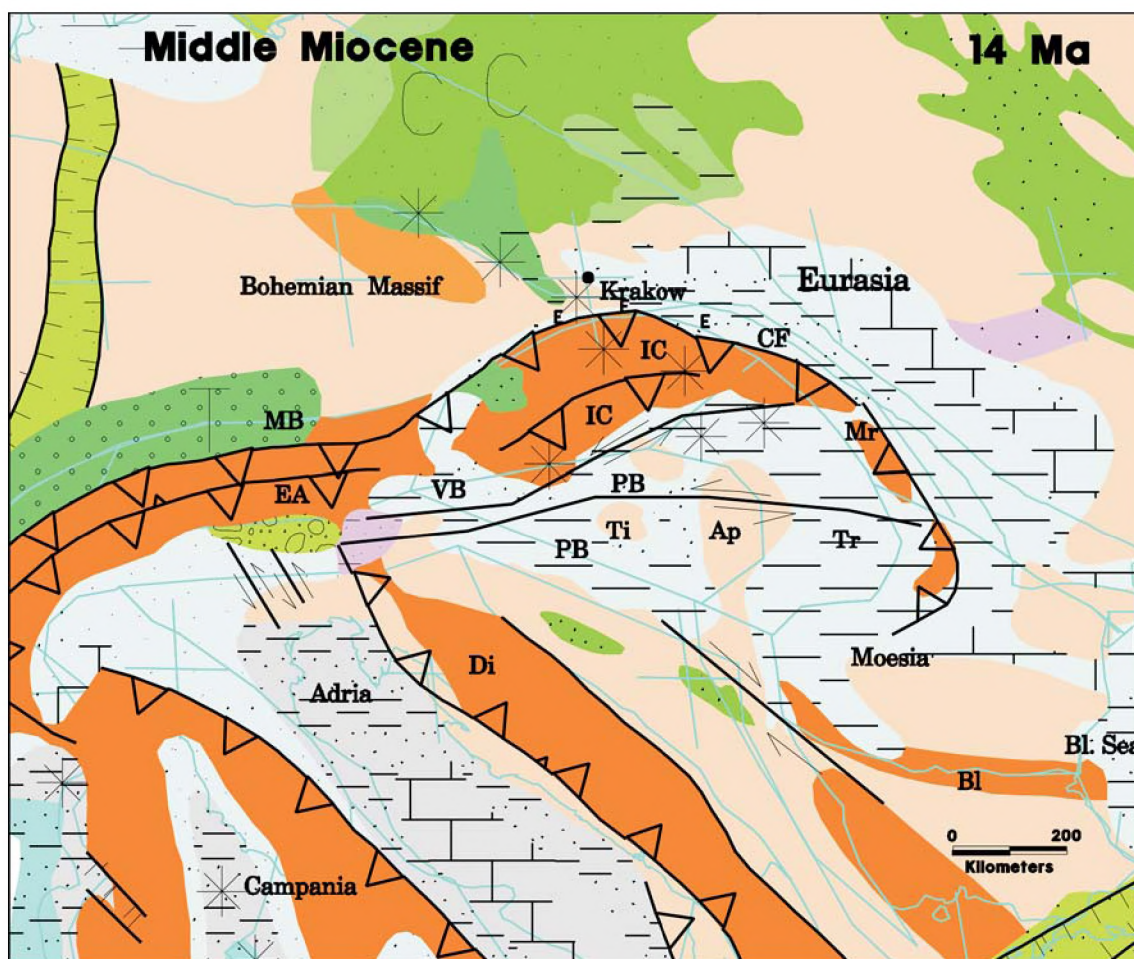 Middle Miocene
14 Ma
C
C
Bohemian Massif
Krakow
Eurasia
E
E
E
CF
IC
IC
MB
Mr
EA
VB
PB
Ti
Ap
Tr
PB
Di
Adria
Moesia
Bl. Sea
Bl
0 200
Kilometers
Campania